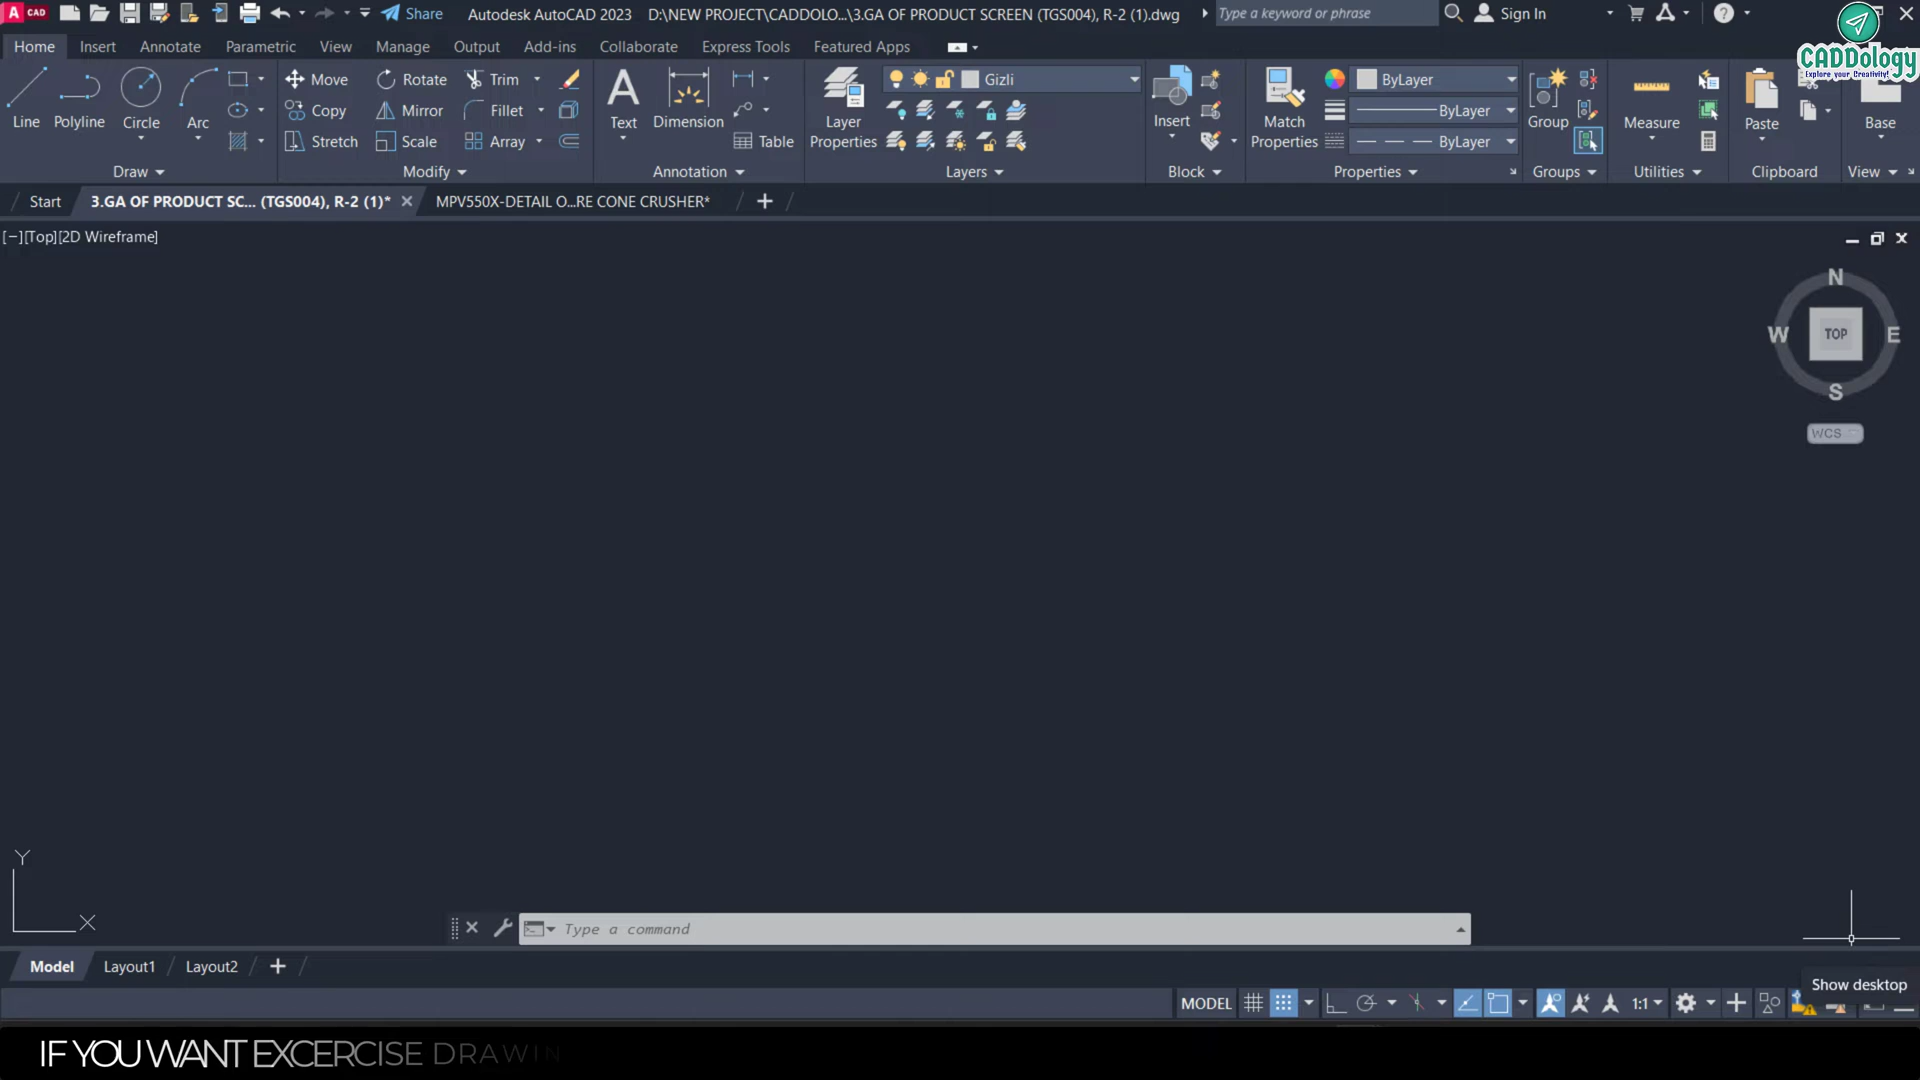 A CAD Share Autodesk AutoCAD 2023 D:\NEW PROJECT\CADDOLO...\3.GA OF PRODUCT SCREEN (TGS004), R-2 (1).dwg Type a keyword or phrase Sign In
CADDology
Explore your Creativity!
Home Insert Annotate Parametric View Manage Output Add-ins Collaborate Express Tools Featured Apps
Move Rotate Trim Gizli ByLayer
Line Polyline Circle Arc Copy Mirror Fillet Text Dimension Layer Insert Match ByLayer Group Measure Paste Base
Stretch Scale Array Table Properties Properties ByLayer
Draw Modify Annotation Layers Block Properties Groups Utilities Clipboard View
Start 3.GA OF PRODUCT SC... (TGS004), R-2 (1)* MPV550X-DETAIL O...RE CONE CRUSHER*
[−][Top][2D Wireframe]
N
W TOP E
S
WCS
Y
X
Type a command
Model Layout1 Layout2
Show desktop
MODEL 1:1
IF YOU WANT EXCERCISE DRAWIN